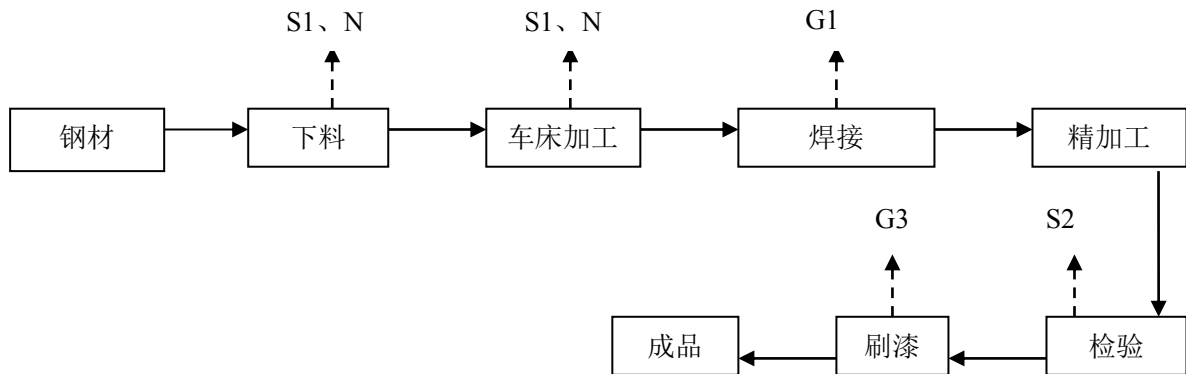 S1、N S1、N G1
钢材 下料 车床加工 焊接 精加工
G3 S2
成品 刷漆 检验